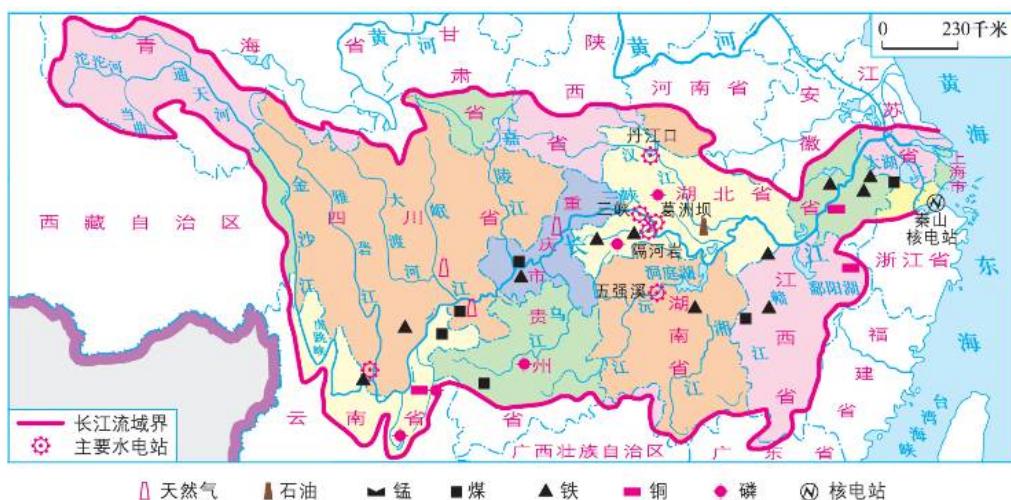 青海省
黄河
甘肃省
陕西省
黄河
河南省
安徽省
江苏省
黄海
0 230千米
沱沱河
通天河
当曲
嘉陵江
丹江口
汉江
太湖
上海市
西藏自治区
金沙江
雅砻江
大渡河
岷江
四川省
重庆市
长江
三峡
葛洲坝
湖北省
隔河岩
秦山
核电站
浙江省
东海
洞庭湖
五强溪
沅江
湖南省
湘江
江西省
鄱阳湖
赣江
虎跳峡
贵州省
乌江
云南省
福建省
台湾海峡
广西壮族自治区
广东省
长江流域界
主要水电站
天然气 石油 锰 煤 铁 铜 磷 核电站